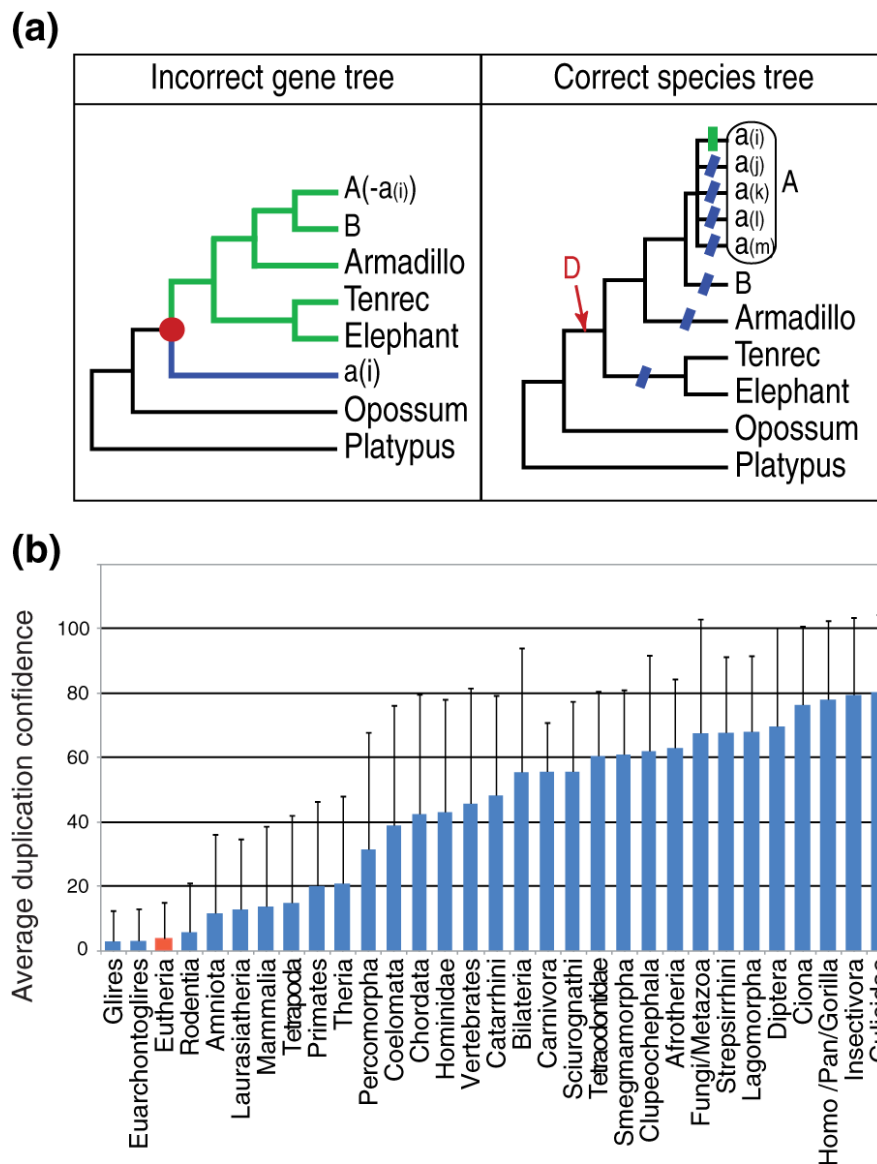 (a)
Incorrect gene tree
Correct species tree
A(-a(i))
B
Armadillo
Tenrec
Elephant
a(i)
Opossum
Platypus
a(i)
a(j)
a(k)
a(l)
a(m)
A
D
B
Armadillo
Tenrec
Elephant
Opossum
Platypus
(b)
Average duplication confidence
100
80
60
40
20
0
Glires
Euarchontoglires
Eutheria
Rodentia
Amniota
Laurasiatheria
Mammalia
Tetrapoda
Primates
Theria
Percomorpha
Coelomata
Chordata
Hominidae
Vertebrates
Catarrhini
Bilateria
Carnivora
Sciurognathi
Tetraodontidae
Smegmamorpha
Clupeochephala
Afrotheria
Fungi/Metazoa
Strepsirrhini
Lagomorpha
Diptera
Ciona
Homo /Pan/Gorilla
Insectivora